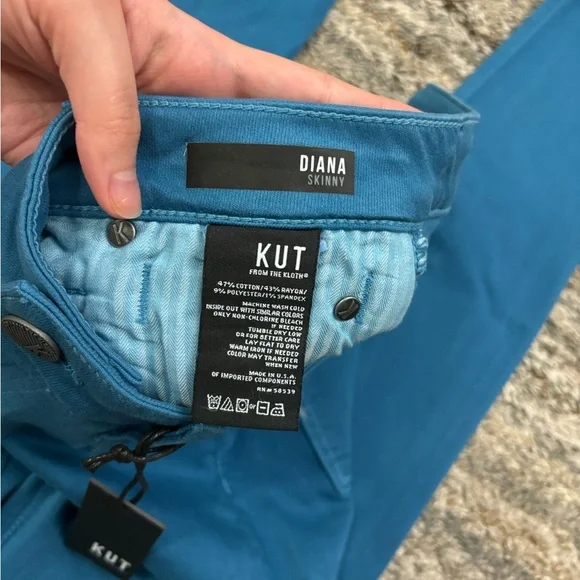 DIANA
SKINNY
K
KUT
FROM THE KLOTH®
47% COTTON/43% RAYON/
9% POLYESTER/1% SPANDEX
MACHINE WASH COLD
INSIDE OUT WITH SIMILAR COLORS
ONLY NON-CHLORINE BLEACH
IF NEEDED
TUMBLE DRY LOW
OR FOR BETTER CARE
LAY FLAT TO DRY
WARM IRON IF NEEDED
COLOR MAY TRANSFER
WHEN NEW
MADE IN U.S.A.
OF IMPORTED COMPONENTS
RN# 58539
or
KUT